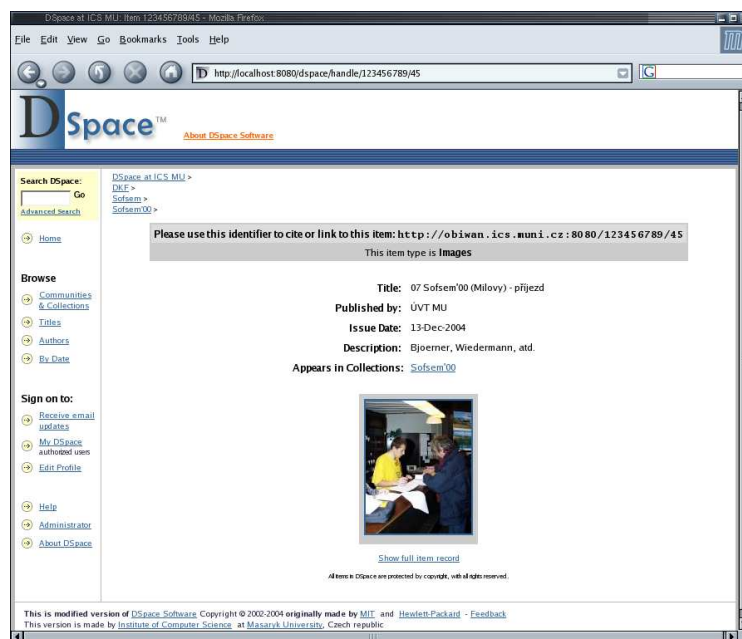 DSpace at ICS MU: Item 123456789/45 - Mozilla Firefox
File Edit View Go Bookmarks Tools Help
D http://localhost:8080/dspace/handle/123456789/45 G
DSpace™
About DSpace Software
Search DSpace:
Go
Advanced Search
Home
Browse
Communities
& Collections
Titles
Authors
By Date
Sign on to:
Receive email
updates
My DSpace
authorized users
Edit Profile
Help
Administrator
About DSpace
DSpace at ICS MU >
DKF >
Sofsem >
Sofsem'00 >
Please use this identifier to cite or link to this item: http://obiwan.ics.muni.cz:8080/123456789/45
This item type is Images
Title: 07 Sofsem'00 (Milovy) - příjezd
Published by: ÚVT MU
Issue Date: 13-Dec-2004
Description: Bjoerner, Wiedermann, atd.
Appears in Collections: Sofsem'00
Show full item record
All items in DSpace are protected by copyright, with all rights reserved.
This is modified version of DSpace Software Copyright © 2002-2004 originally made by MIT and Hewlett-Packard - Feedback
This version is made by Institute of Computer Science at Masaryk University, Czech republic